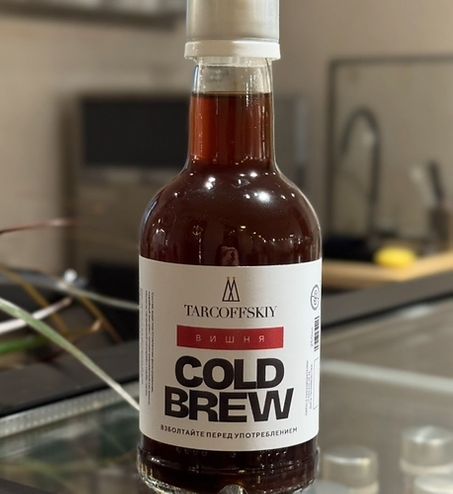 TARCOFFSKIY
ВИШНЯ
COLD
BREW
ВЗБОЛТАЙТЕ ПЕРЕД УПОТРЕБЛЕНИЕМ